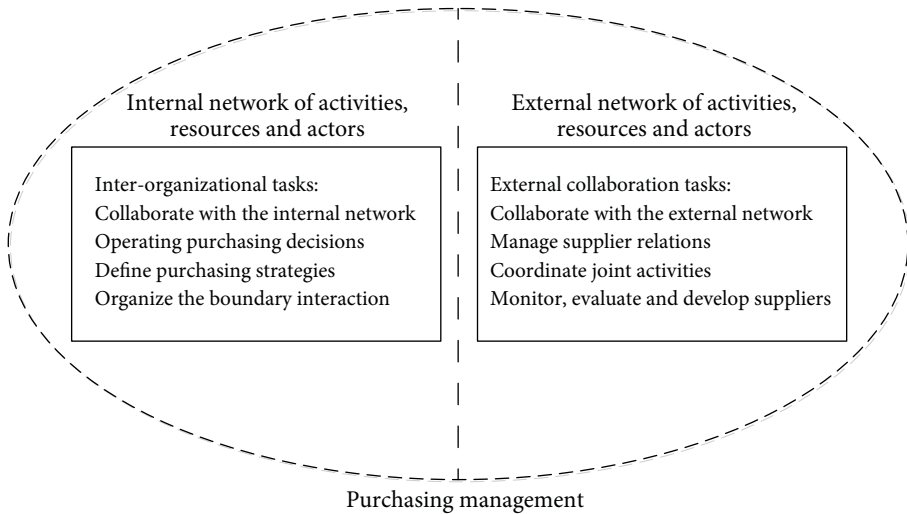 Internal network of activities,
resources and actors
Inter-organizational tasks:
Collaborate with the internal network
Operating purchasing decisions
Define purchasing strategies
Organize the boundary interaction
External network of activities,
resources and actors
External collaboration tasks:
Collaborate with the external network
Manage supplier relations
Coordinate joint activities
Monitor, evaluate and develop suppliers
Purchasing management